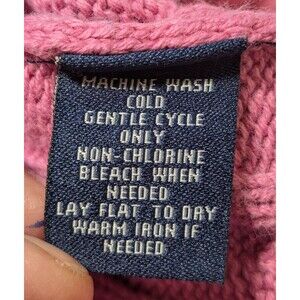 MACHINE WASH
COLD
GENTLE CYCLE
ONLY
NON-CHLORINE
BLEACH WHEN
NEEDED
LAY FLAT TO DRY
WARM IRON IF
NEEDED